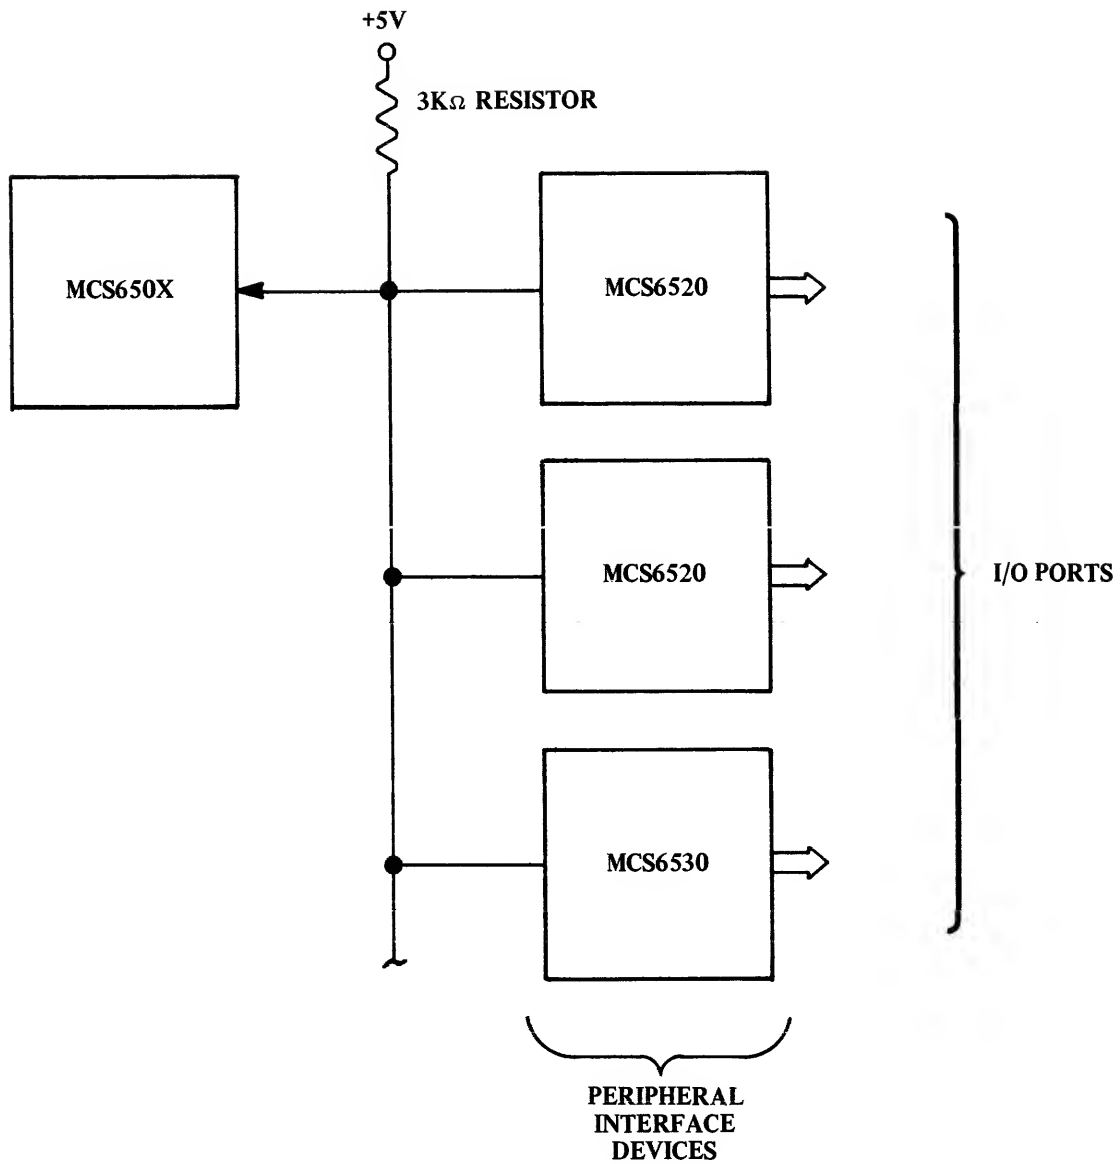 +5V
3KΩ RESISTOR
MCS650X
MCS6520
MCS6520
I/O PORTS
MCS6530
PERIPHERAL
INTERFACE
DEVICES